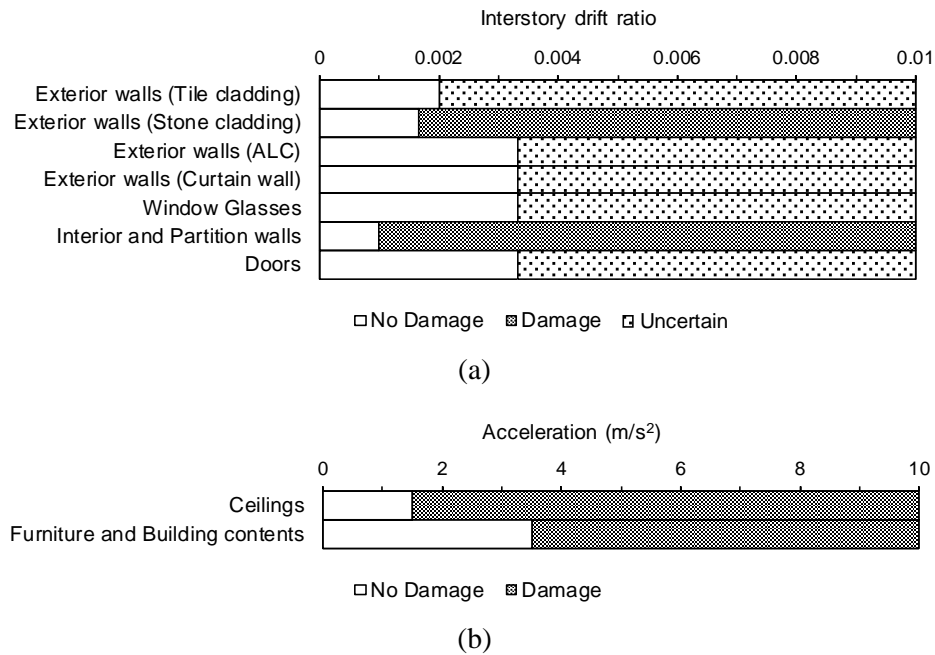 Interstory drift ratio
0 0.002 0.004 0.006 0.008 0.01
Exterior walls (Tile cladding)
Exterior walls (Stone cladding)
Exterior walls (ALC)
Exterior walls (Curtain wall)
Window Glasses
Interior and Partition walls
Doors
No Damage Damage Uncertain
(a)
Acceleration (m/s²)
0 2 4 6 8 10
Ceilings
Furniture and Building contents
No Damage Damage
(b)